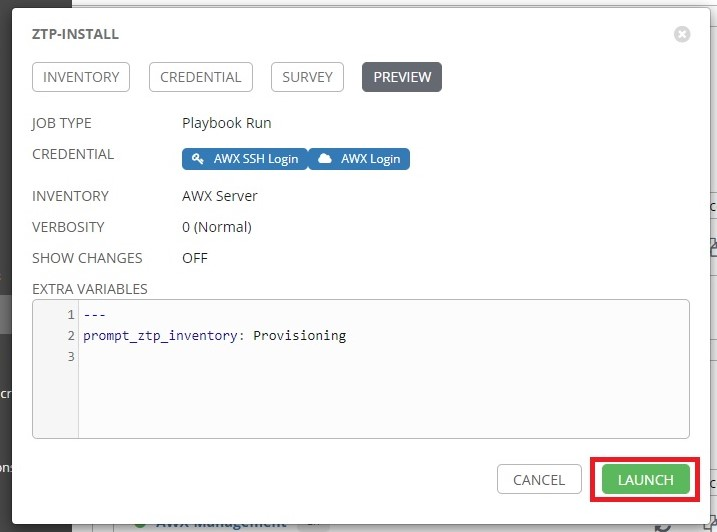 ZTP-INSTALL
INVENTORY CREDENTIAL SURVEY PREVIEW
JOB TYPE Playbook Run
CREDENTIAL AWX SSH Login AWX Login
INVENTORY AWX Server
VERBOSITY 0 (Normal)
SHOW CHANGES OFF
EXTRA VARIABLES
1 ---
2 prompt_ztp_inventory: Provisioning
3
CANCEL LAUNCH
AWX-Management